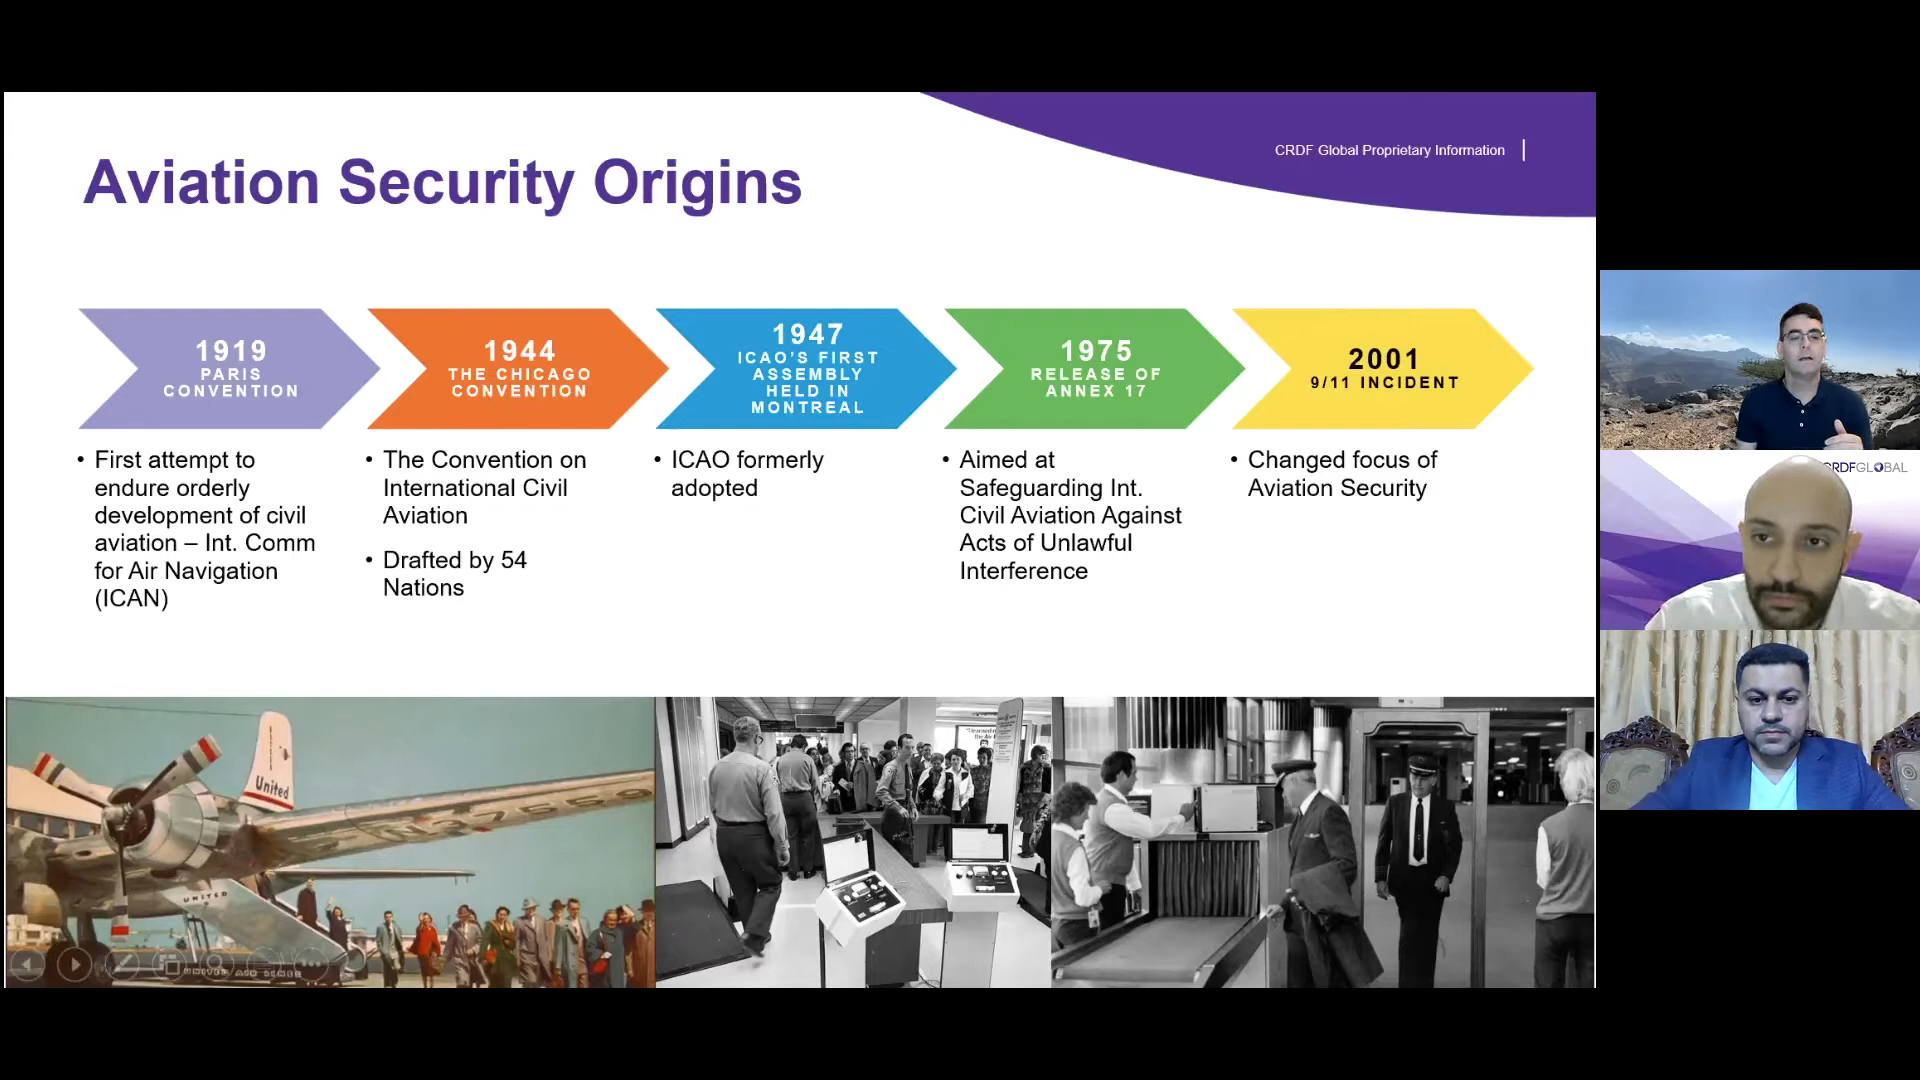 CRDF Global Proprietary Information
Aviation Security Origins
1919
PARIS
CONVENTION
1944
THE CHICAGO
CONVENTION
1947
ICAO'S FIRST
ASSEMBLY
HELD IN
MONTREAL
1975
RELEASE OF
ANNEX 17
2001
9/11 INCIDENT
• First attempt to
endure orderly
development of civil
aviation – Int. Comm
for Air Navigation
(ICAN)
• The Convention on
International Civil
Aviation
• Drafted by 54
Nations
• ICAO formerly
adopted
• Aimed at
Safeguarding Int.
Civil Aviation Against
Acts of Unlawful
Interference
• Changed focus of
Aviation Security
CRDFGLOBAL
United
UNITED
UNITED AIR LINES